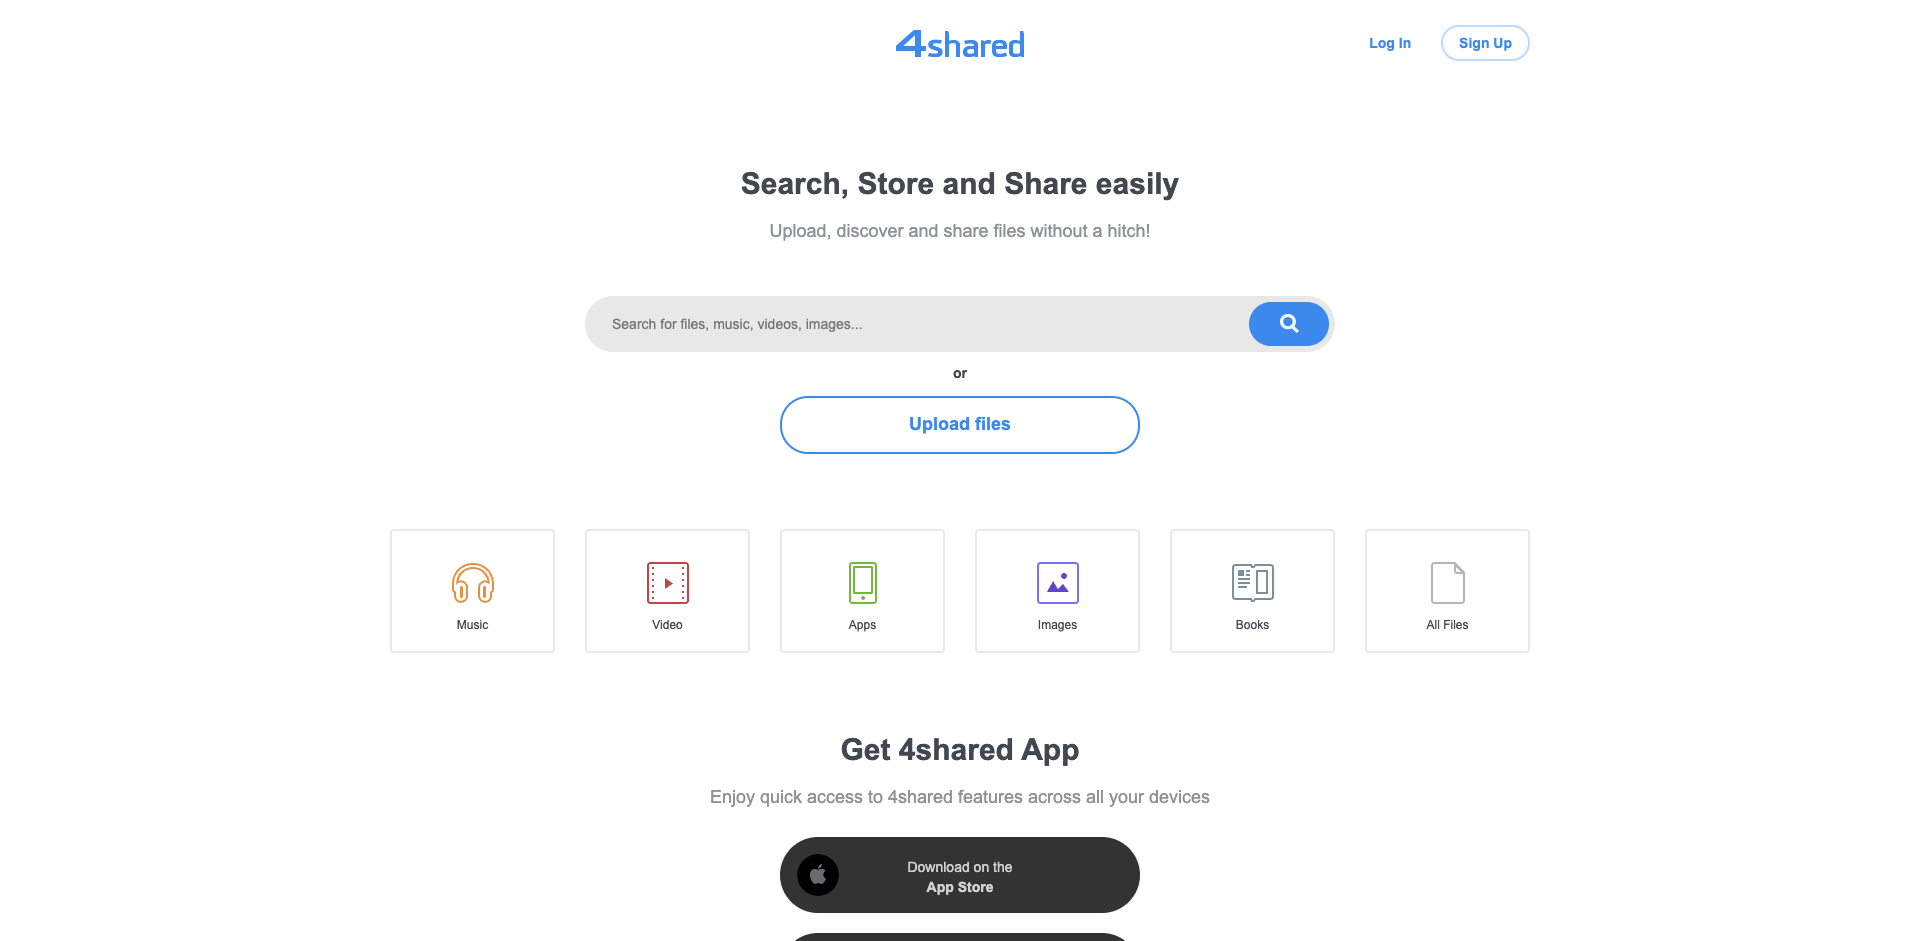 4shared
Log In
Sign Up
Search, Store and Share easily
Upload, discover and share files without a hitch!
Search for files, music, videos, images...
or
Upload files
Music
Video
Apps
Images
Books
All Files
Get 4shared App
Enjoy quick access to 4shared features across all your devices
Download on the
App Store